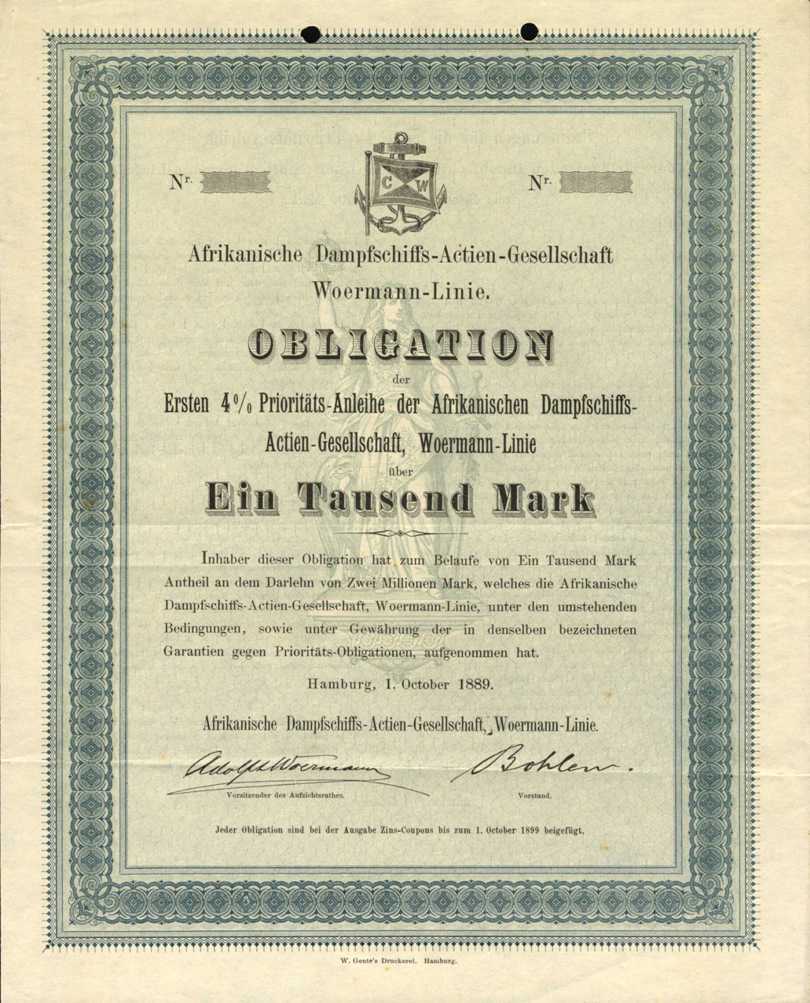 C W
Nr. Nr.
Afrikanische Dampfschiffs-Actien-Gesellschaft
Woermann-Linie.
OBLIGATION
der
Ersten 4% Prioritäts-Anleihe der Afrikanischen Dampfschiffs-
Actien-Gesellschaft, Woermann-Linie
über
Ein Tausend Mark
Inhaber dieser Obligation hat zum Belaufe von Ein Tausend Mark
Antheil an dem Darlehn von Zwei Millionen Mark, welches die Afrikanische
Dampfschiffs-Actien-Gesellschaft, Woermann-Linie, unter den umstehenden
Bedingungen, sowie unter Gewährung der in denselben bezeichneten
Garantien gegen Prioritäts-Obligationen, aufgenommen hat.
Hamburg, 1. October 1889.
Afrikanische Dampfschiffs-Actien-Gesellschaft, „Woermann-Linie.
Adolph Woermann Bohlen.
Vorsitzender des Aufsichtsrathes. Vorstand.
Jeder Obligation sind bei der Ausgabe Zins-Coupons bis zum 1. October 1899 beigefügt.
W. Gente's Druckerei. Hamburg.